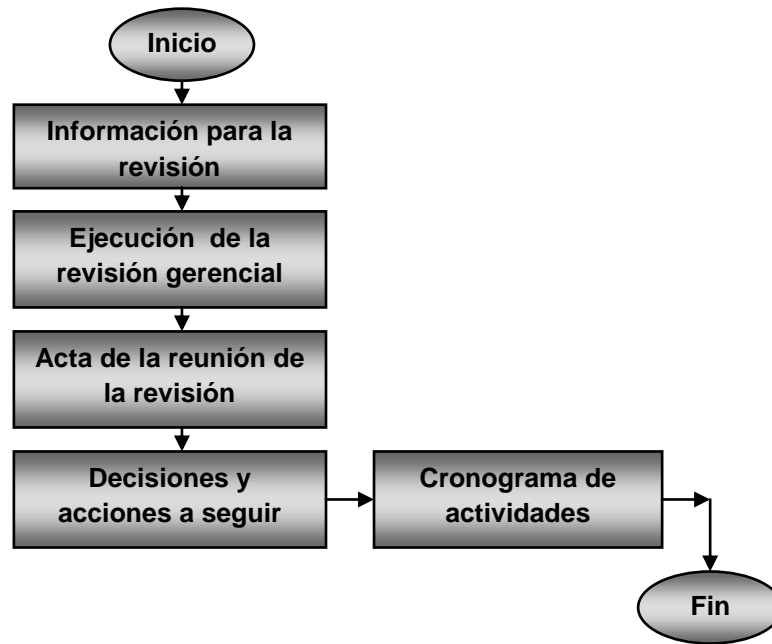 Inicio
Información para la
revisión
Ejecución de la
revisión gerencial
Acta de la reunión de
la revisión
Decisiones y
acciones a seguir
Cronograma de
actividades
Fin